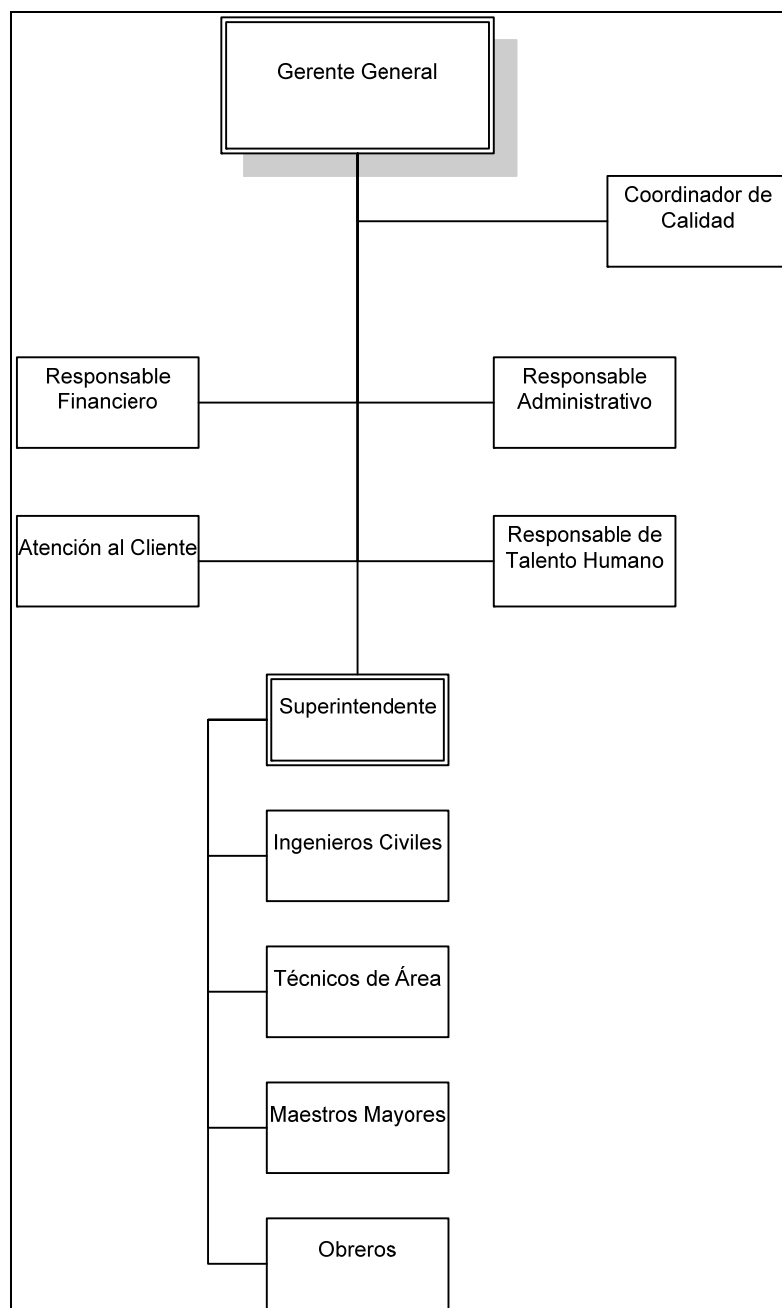 Gerente General
Coordinador de
Calidad
Responsable
Financiero
Responsable
Administrativo
Atención al Cliente
Responsable de
Talento Humano
Superintendente
Ingenieros Civiles
Técnicos de Área
Maestros Mayores
Obreros